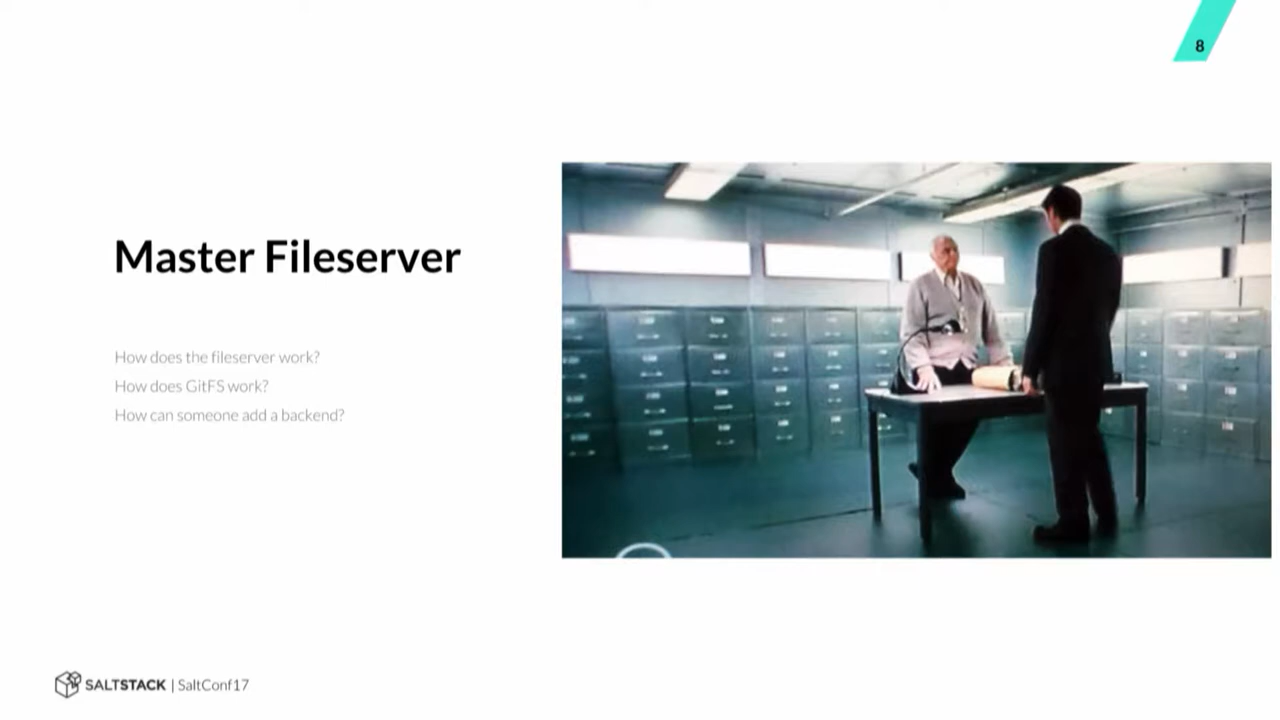 8
Master Fileserver
How does the fileserver work?
How does GitFS work?
How can someone add a backend?
SALTSTACK | SaltConf17